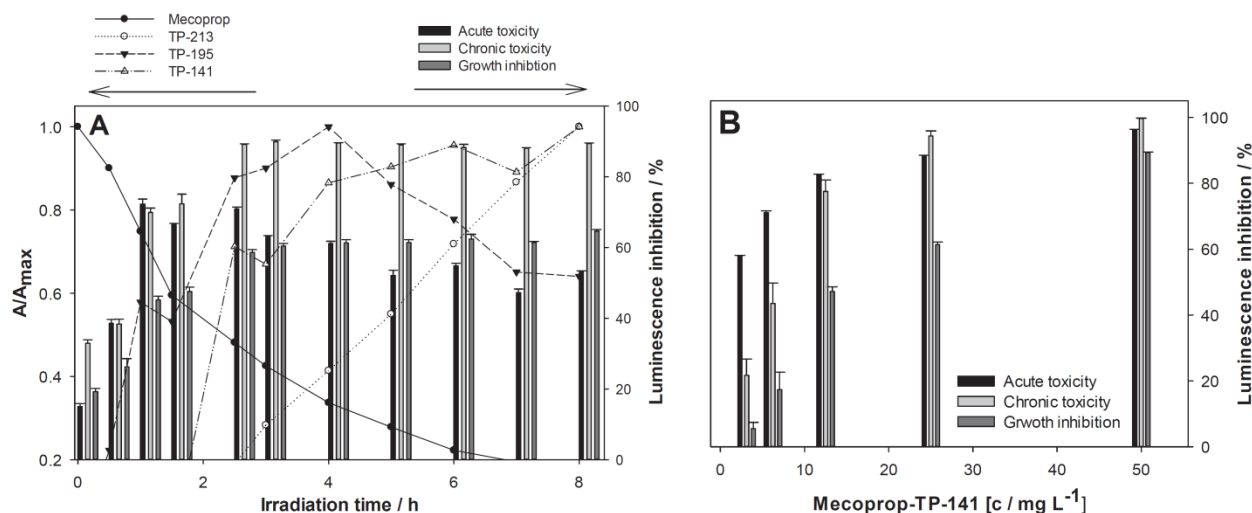 Mecoprop
TP-213
TP-195
TP-141
Acute toxicity
Chronic toxicity
Growth inhibtion
A
1.0
0.8
0.6
0.4
0.2
A/Amax
0 2 4 6 8
Irradiation time / h
100
80
60
40
20
0
Luminescence inhibition / %
B
Acute toxicity
Chronic toxicity
Grwoth inhibition
0 10 20 30 40 50
Mecoprop-TP-141 [c / mg L-1]
100
80
60
40
20
0
Luminescence inhibition / %